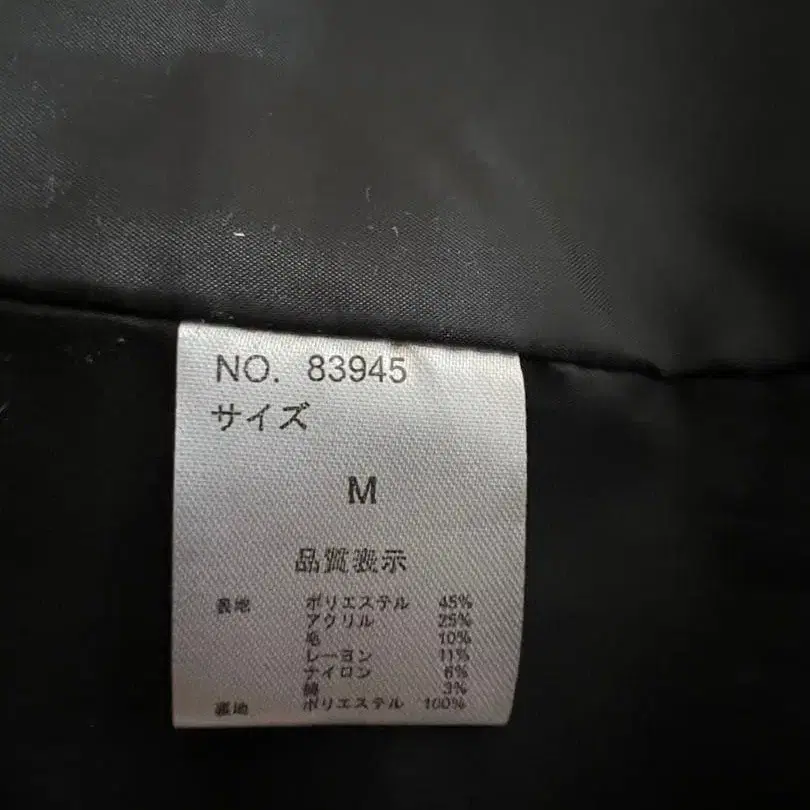 NO. 83945
サイズ
M
品質表示
表地 ポリエステル 45%
アクリル 25%
毛 10%
レーヨン 11%
ナイロン 6%
綿 3%
裏地 ポリエステル 100%